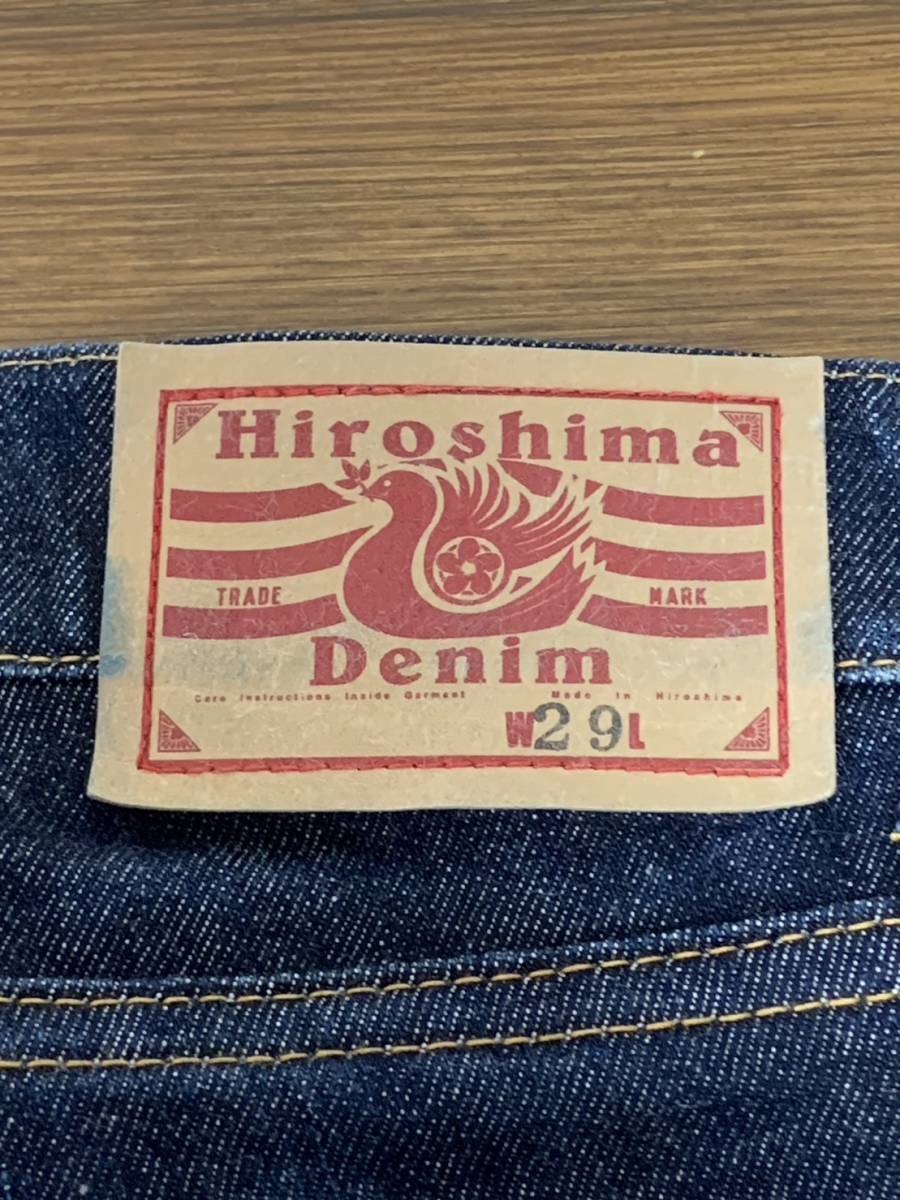 Hiroshima
TRADE MARK
Denim
Care Instructions Inside Garment Made In Hiroshima
W29L